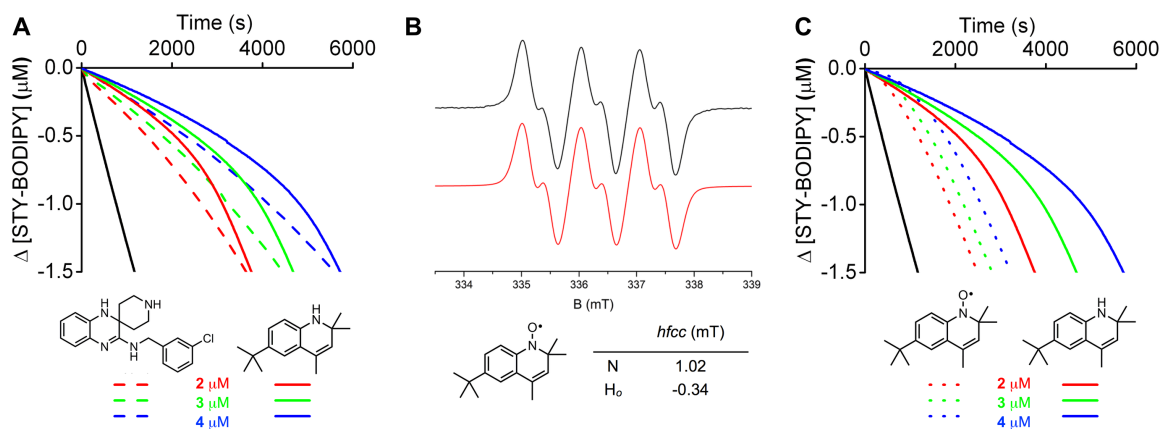 A
Time (s)
0 2000 4000 6000
0.0
-0.5
-1.0
-1.5
Δ [STY-BODIPY] (μM)
H
N
NH
N
N
H
Cl
H
N
2 μM
3 μM
4 μM
B
334 335 336 337 338 339
B (mT)
O•
N
hfcc (mT)
N 1.02
Ho -0.34
C
Time (s)
0 2000 4000 6000
0.0
-0.5
-1.0
-1.5
Δ [STY-BODIPY] (μM)
O•
N
H
N
2 μM
3 μM
4 μM